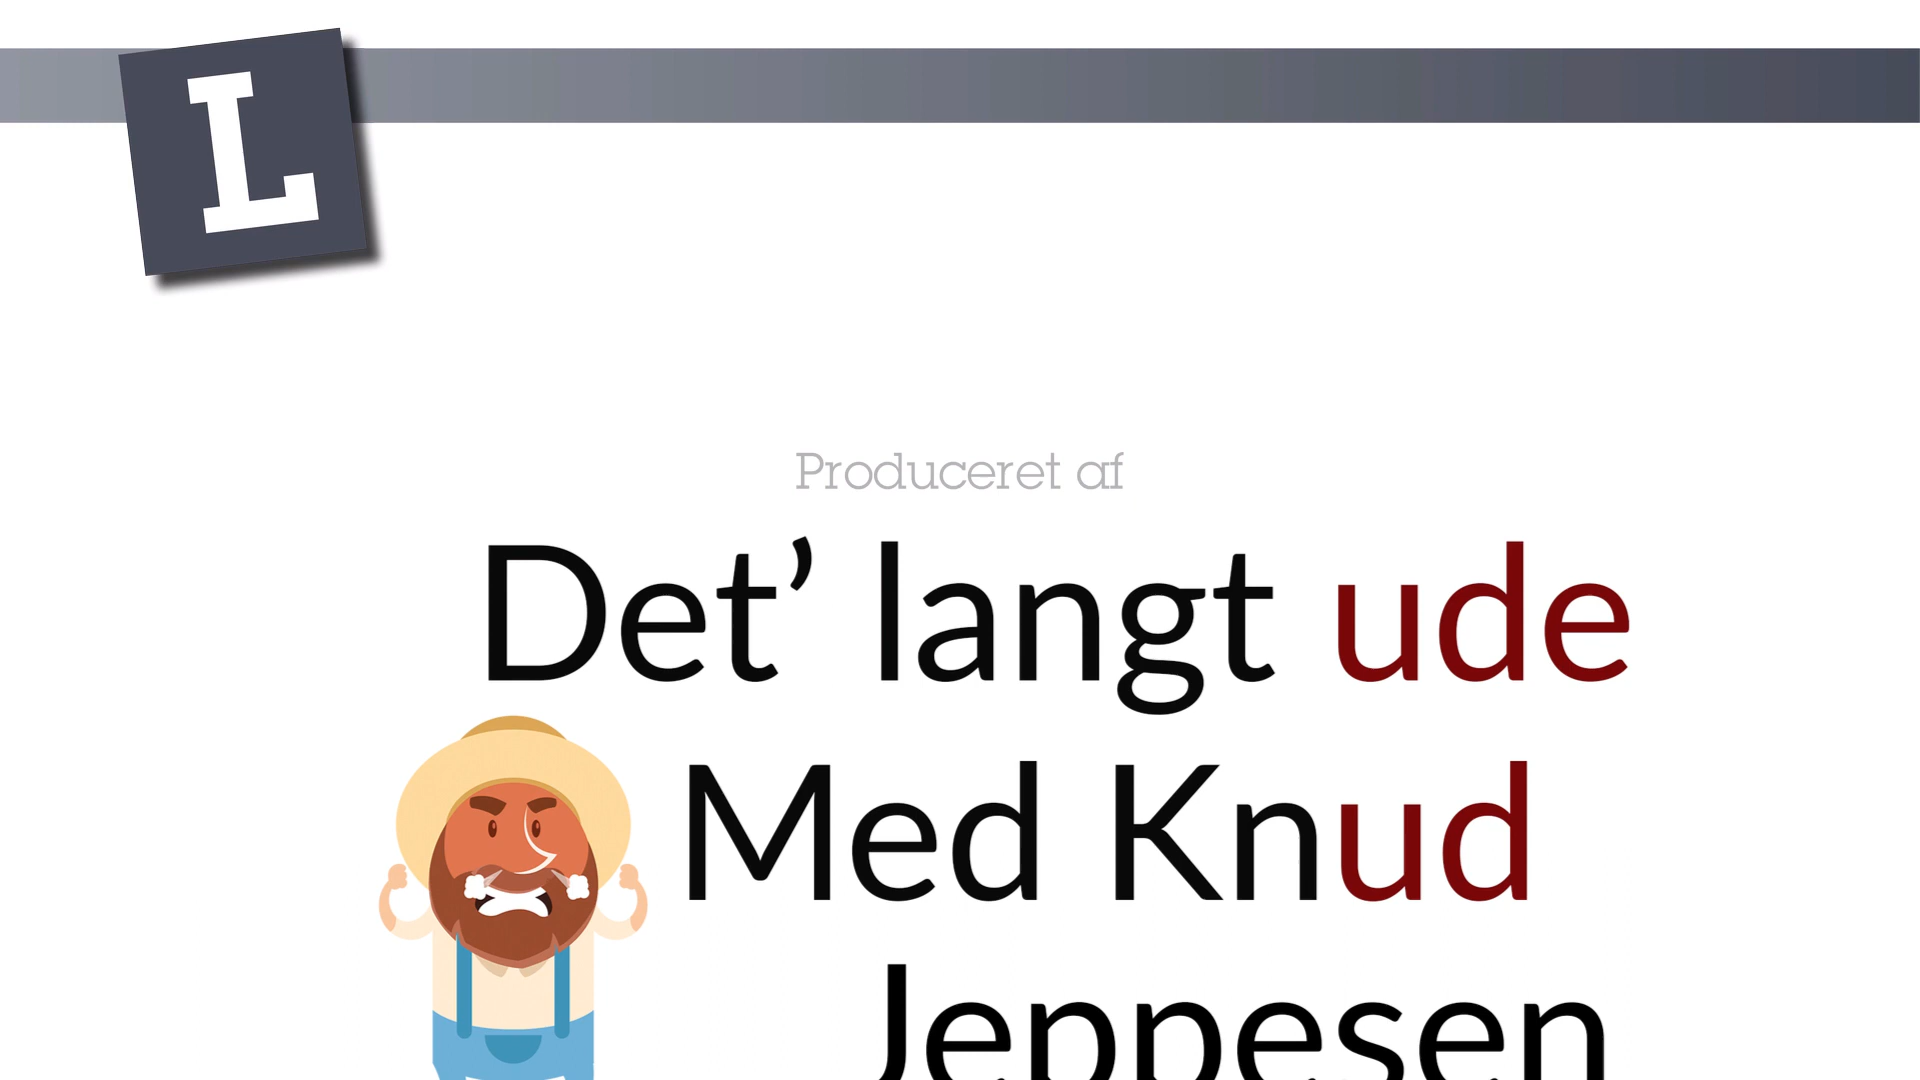 L
Produceret af
Det’ langt ude
Med Knud
Jeppesen